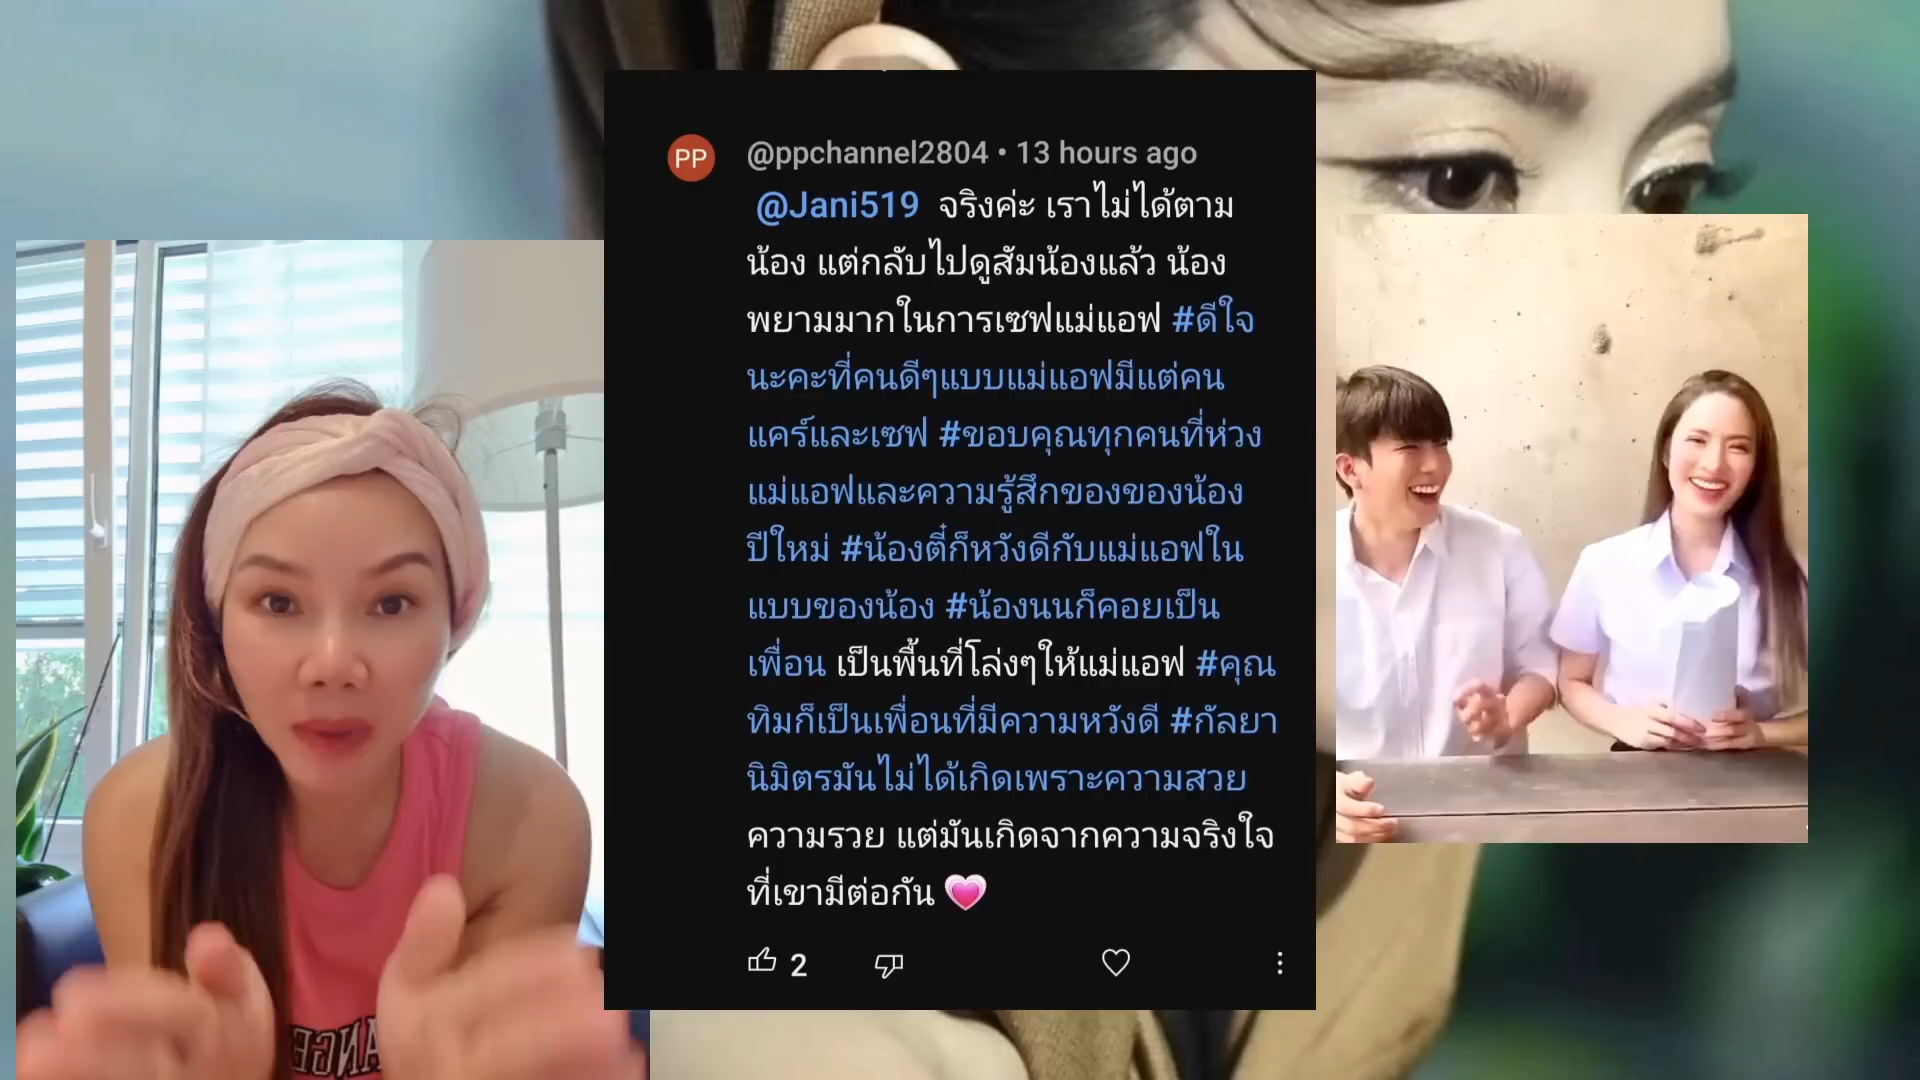 PP
@ppchannel2804 • 13 hours ago
@Jani519 จริงค่ะ เราไม่ได้ตาม
น้อง แต่กลับไปดูสัมน้องแล้ว น้อง
พยามมากในการเซฟแม่แอฟ #ดีใจ
นะคะที่คนดีๆแบบแม่แอฟมีแต่คน
แคร์และเซฟ #ขอบคุณทุกคนที่ห่วง
แม่แอฟและความรู้สึกของของน้อง
ปีใหม่ #น้องตี๋ก็หวังดีกับแม่แอฟใน
แบบของน้อง #น้องนนก็คอยเป็น
เพื่อน เป็นพื้นที่โล่งๆให้แม่แอฟ #คุณ
ทิมก็เป็นเพื่อนที่มีความหวังดี #กัลยา
นิมิตรมันไม่ได้เกิดเพราะความสวย
ความรวย แต่มันเกิดจากความจริงใจ
ที่เขามีต่อกัน 💗
2